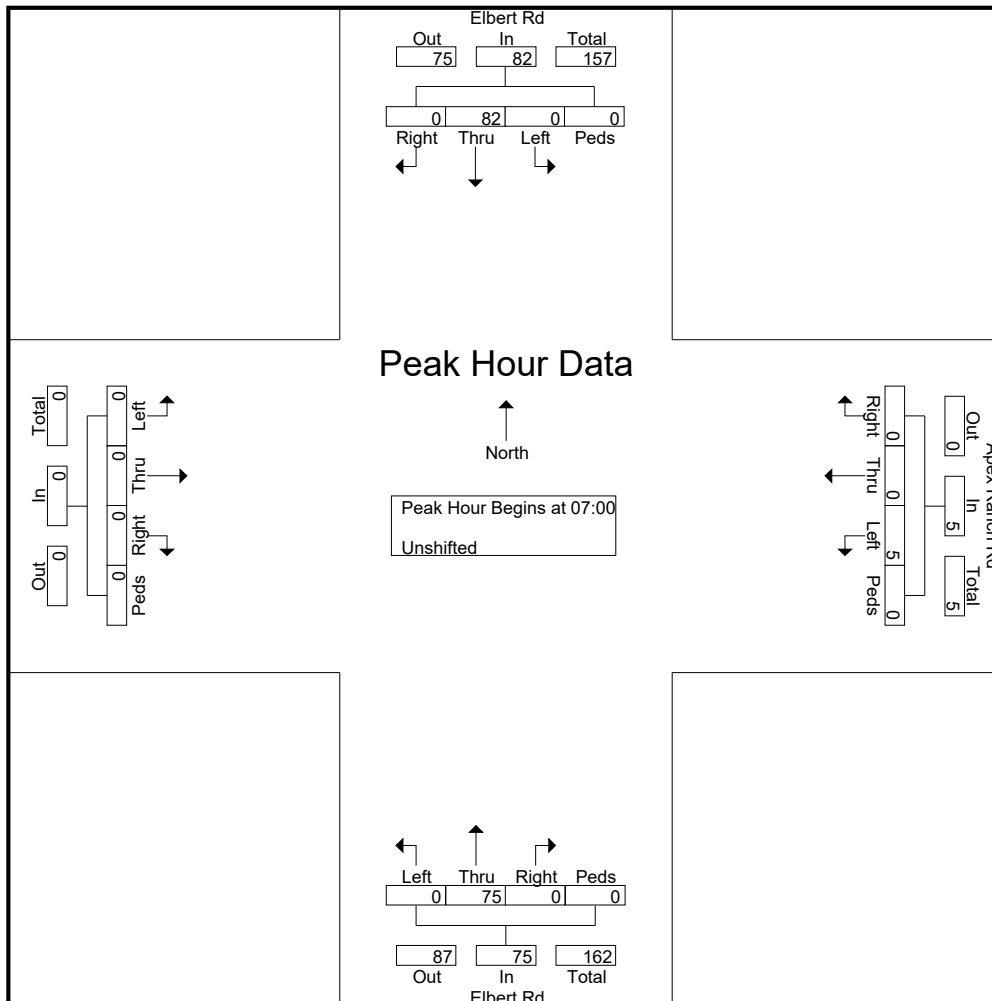 Elbert Rd
Out In Total
75 82 157
0 82 0 0
Right Thru Left Peds
Peak Hour Data
North
Peak Hour Begins at 07:00
Unshifted
Total In Out
0 0 0
0 0 0 0
Left Thru Right Peds
Right Thru Left Peds
0 0 5 0
0 5 5
Out In Total
Apex Ranch Rd
Left Thru Right Peds
0 75 0 0
87 75 162
Out In Total
Elbert Rd